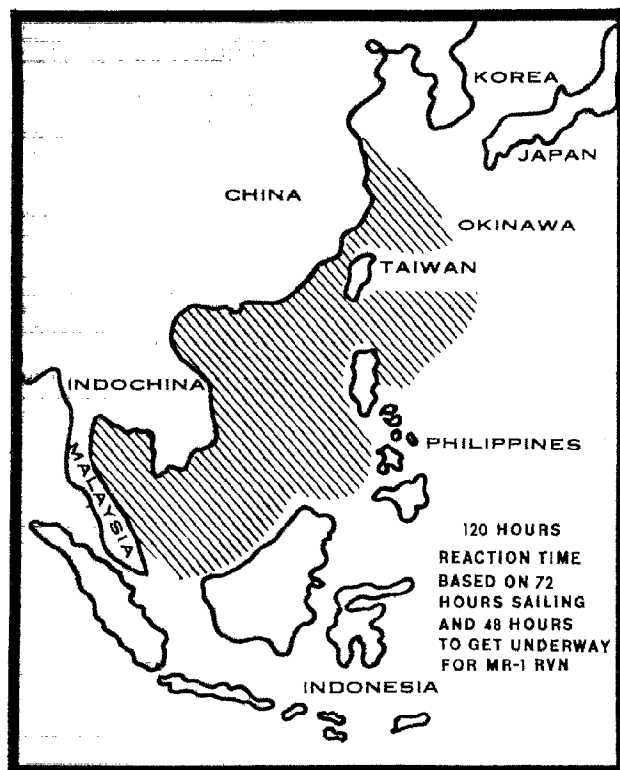 KOREA
JAPAN
CHINA
OKINAWA
TAIWAN
INDOCHINA
MALAYSIA
PHILIPPINES
120 HOURS
REACTION TIME
BASED ON 72
HOURS SAILING
AND 48 HOURS
TO GET UNDERWAY
FOR MR-1 RVN
INDONESIA